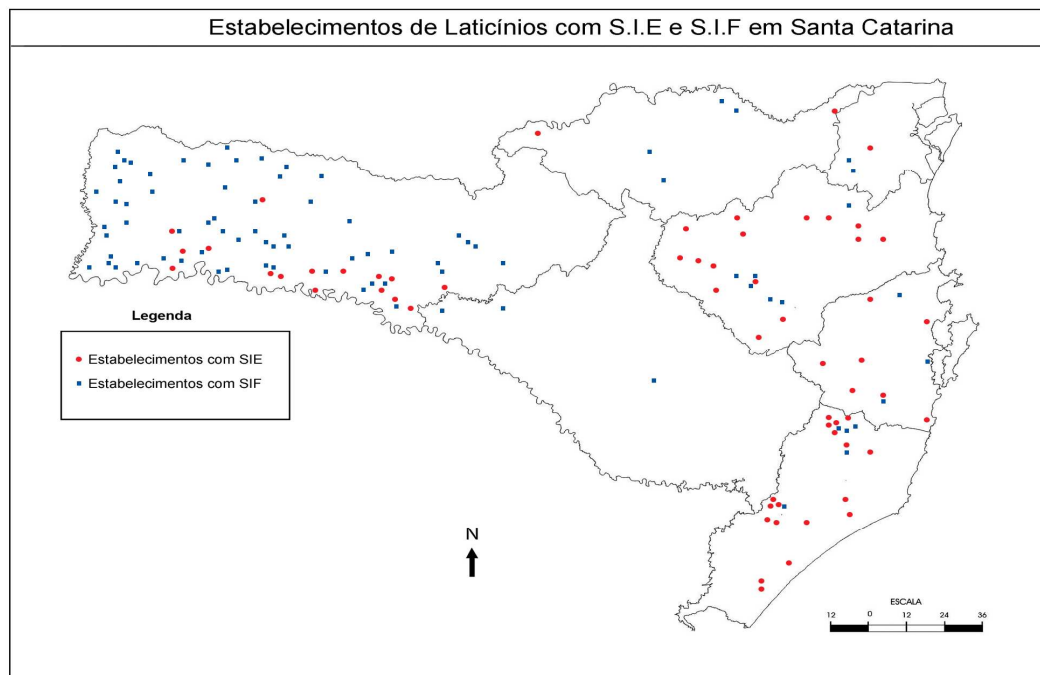 Estabelecimentos de Laticínios com S.I.E e S.I.F em Santa Catarina
Legenda
Estabelecimentos com SIE
Estabelecimentos com SIF
N
ESCALA
12 0 12 24 36